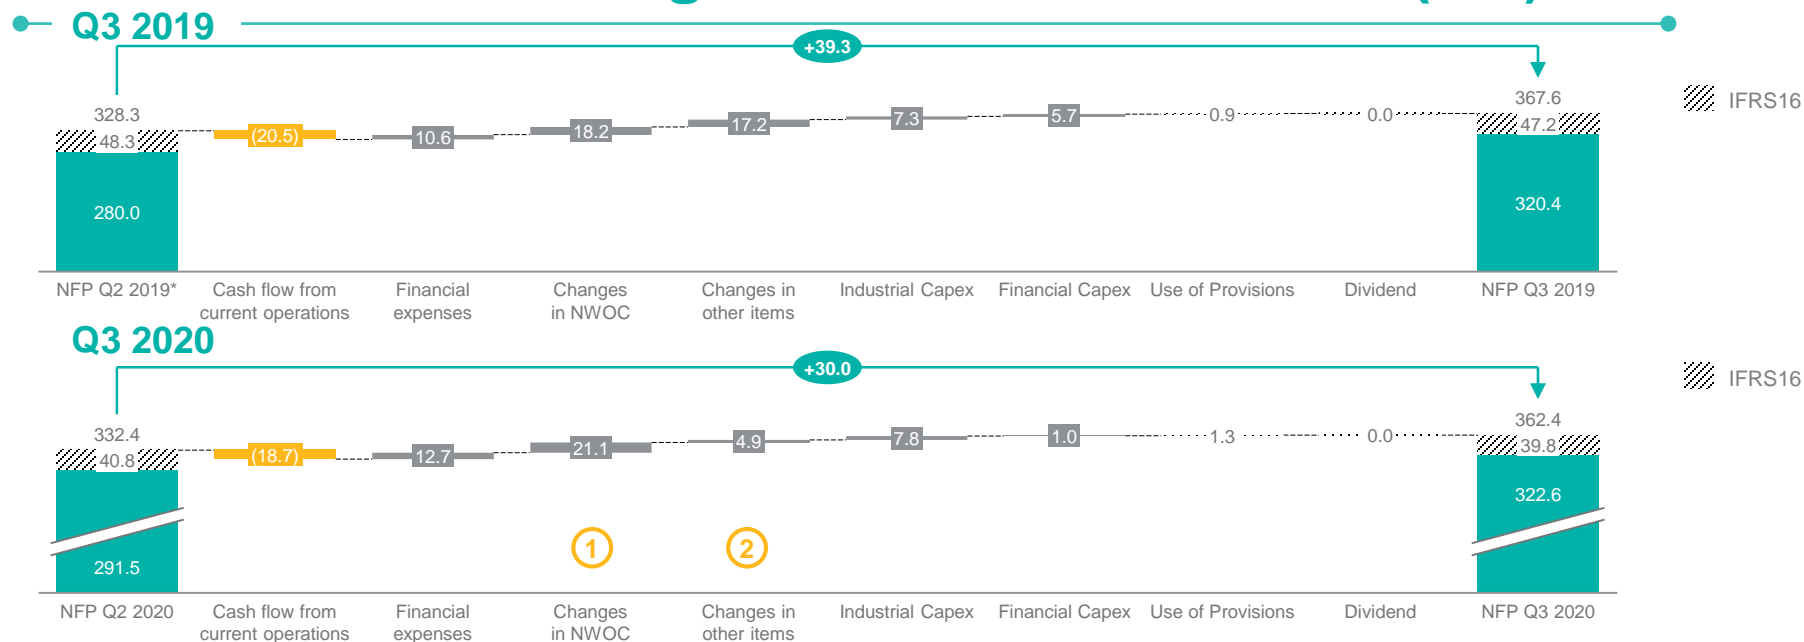 Q3 2019
+39.3
328.3
48.3
280.0
(20.5)
10.6
18.2
17.2
7.3
5.7
0.9
0.0
367.6
47.2
320.4
IFRS16
NFP Q2 2019*
Cash flow from
current operations
Financial
expenses
Changes
in NWOC
Changes in
other items
Industrial Capex
Financial Capex
Use of Provisions
Dividend
NFP Q3 2019
Q3 2020
+30.0
332.4
40.8
291.5
(18.7)
12.7
21.1
4.9
7.8
1.0
1.3
0.0
362.4
39.8
322.6
IFRS16
1
2
NFP Q2 2020
Cash flow from
current operations
Financial
expenses
Changes
in NWOC
Changes in
other items
Industrial Capex
Financial Capex
Use of Provisions
Dividend
NFP Q3 2020